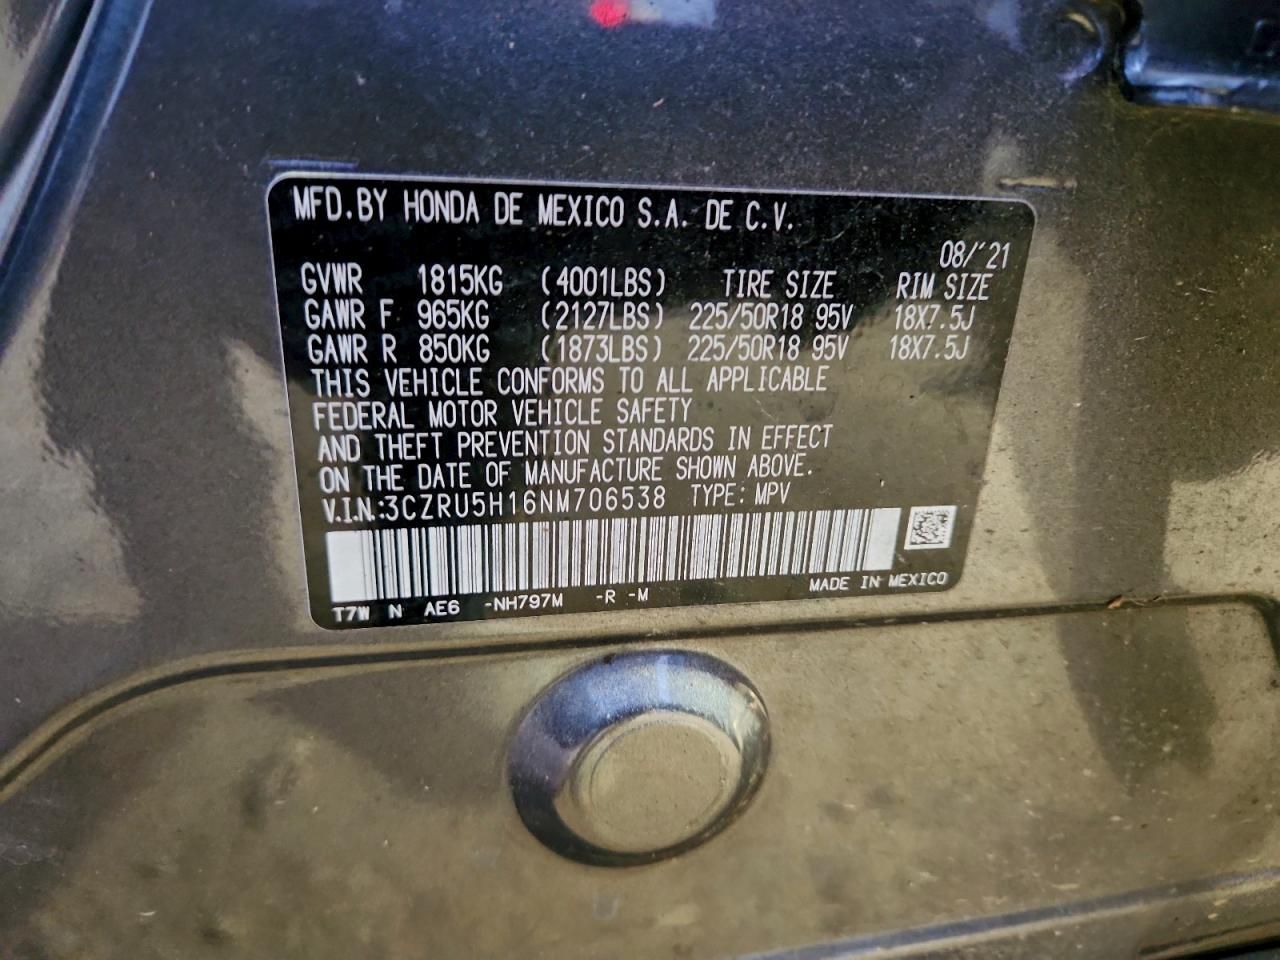 MFD.BY HONDA DE MEXICO S.A. DE C.V.
08/'21
GVWR 1815KG (4001LBS) TIRE SIZE RIM SIZE
GAWR F 965KG (2127LBS) 225/50R18 95V 18X7.5J
GAWR R 850KG (1873LBS) 225/50R18 95V 18X7.5J
THIS VEHICLE CONFORMS TO ALL APPLICABLE
FEDERAL MOTOR VEHICLE SAFETY
AND THEFT PREVENTION STANDARDS IN EFFECT
ON THE DATE OF MANUFACTURE SHOWN ABOVE.
V.I.N.:3CZRU5H16NM706538 TYPE: MPV
MADE IN MEXICO
T7W N AE6 -NH797M -R -M